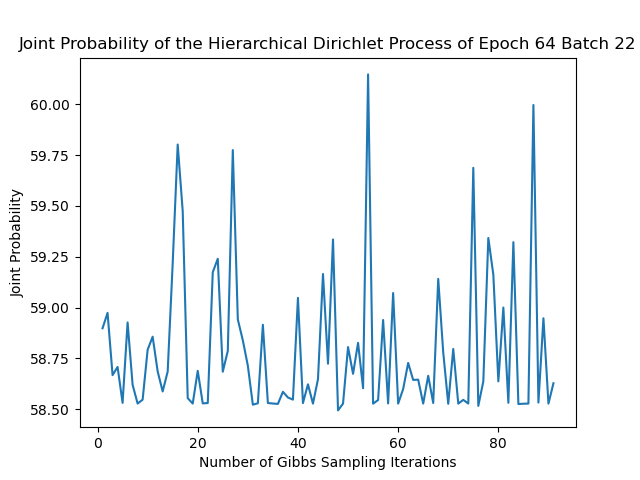 Joint Probability of the Hierarchical Dirichlet Process of Epoch 64 Batch 22
60.00
59.75
59.50
59.25
59.00
58.75
58.50
Joint Probability
0 20 40 60 80
Number of Gibbs Sampling Iterations